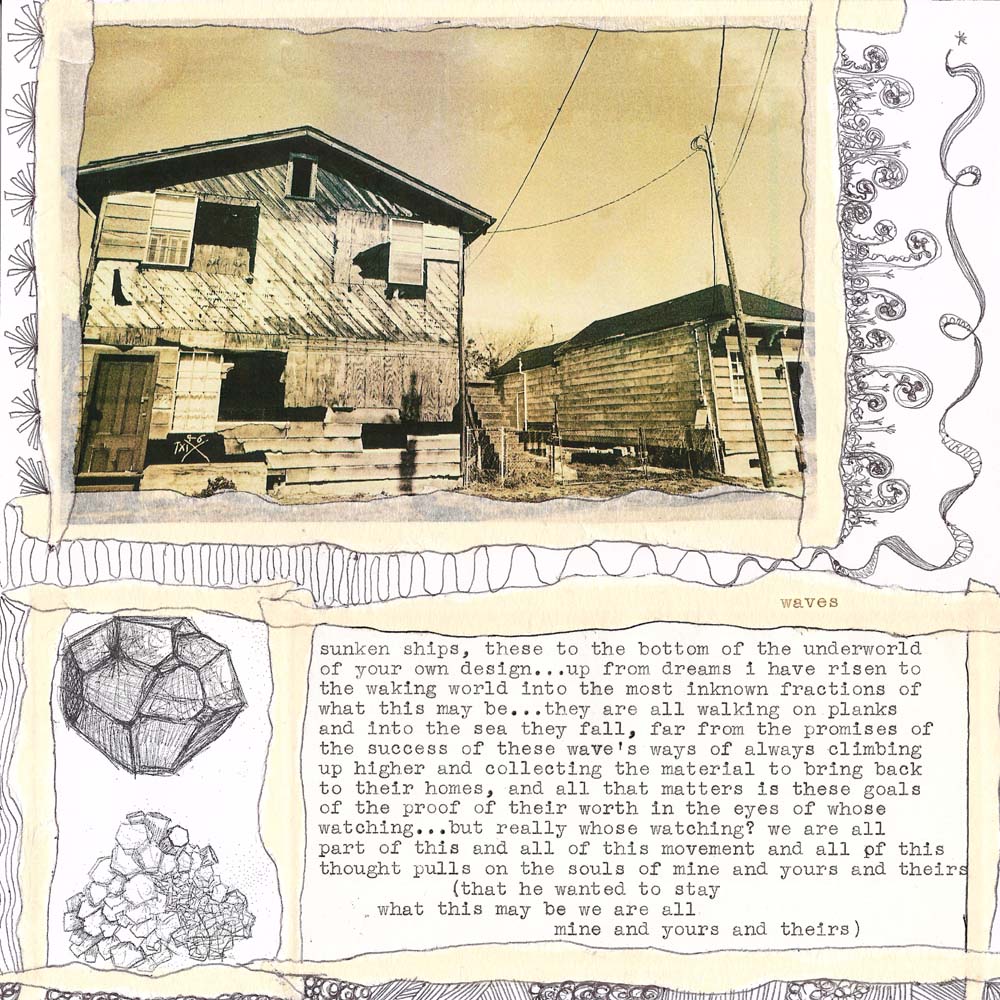 9-6
TX1
waves
sunken ships, these to the bottom of the underworld
of your own design...up from dreams i have risen to
the waking world into the most inknown fractions of
what this may be...they are all walking on planks
and into the sea they fall, far from the promises of
the success of these wave's ways of always climbing
up higher and collecting the material to bring back
to their homes, and all that matters is these goals
of the proof of their worth in the eyes of whose
watching...but really whose watching? we are all
part of this and all of this movement and all of this
thought pulls on the souls of mine and yours and theirs
(that he wanted to stay
what this may be we are all
mine and yours and theirs)